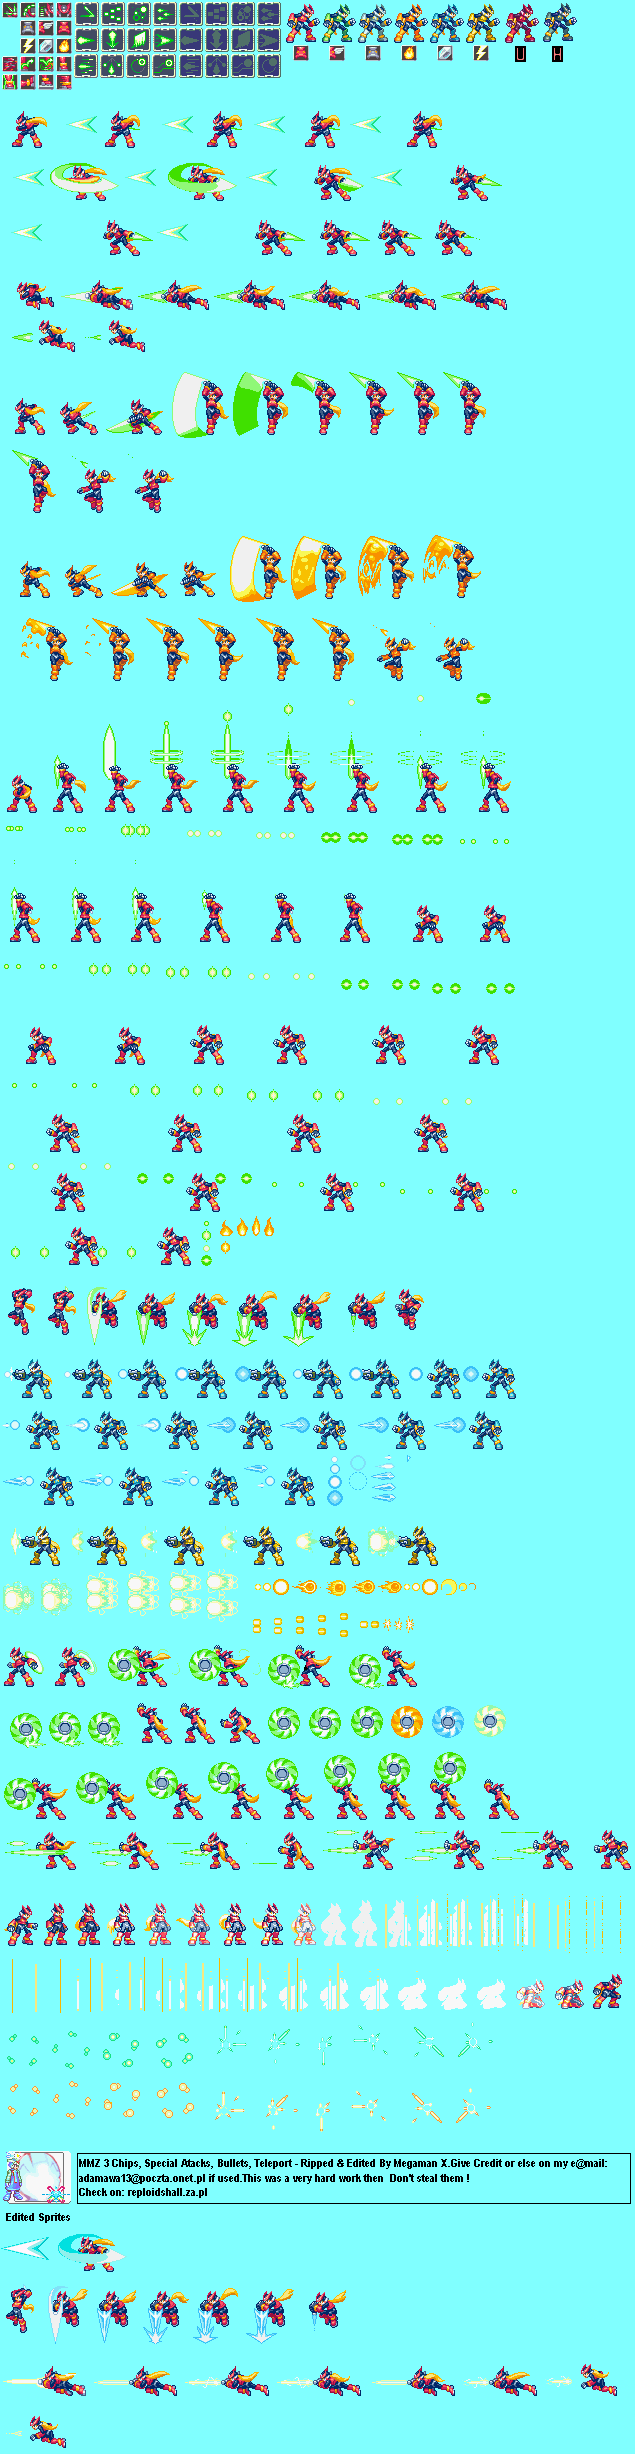 U H
MMZ 3 Chips, Special Atacks, Bullets, Teleport - Ripped & Edited By Megaman X.Give Credit or else on my e@mail:
adamawa13@poczta.onet.pl if used.This was a very hard work then Don't steal them !
Check on: reploidshall.za.pl
Edited Sprites